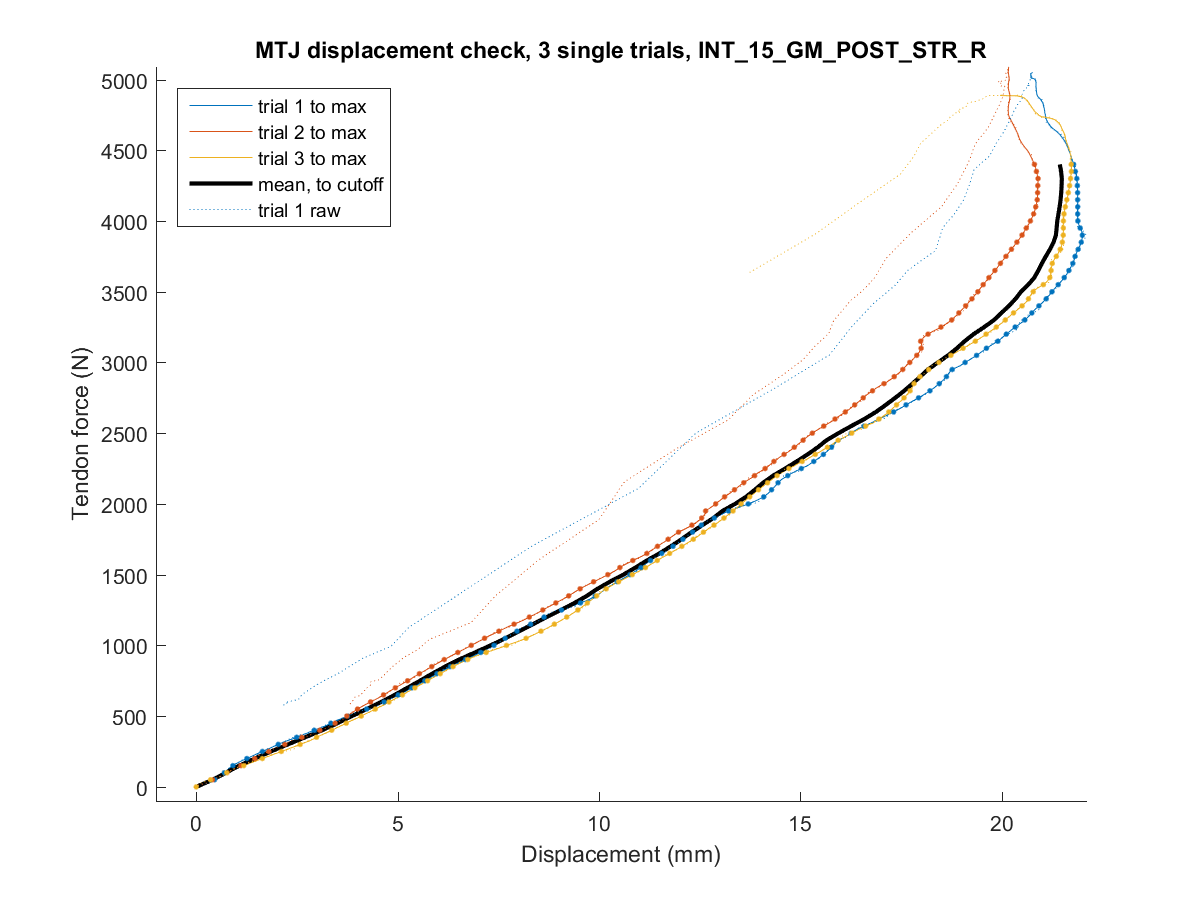 MTJ displacement check, 3 single trials, INT_15_GM_POST_STR_R
trial 1 to max
trial 2 to max
trial 3 to max
mean, to cutoff
trial 1 raw
5000
4500
4000
3500
3000
2500
2000
1500
1000
500
0
Tendon force (N)
0 5 10 15 20
Displacement (mm)